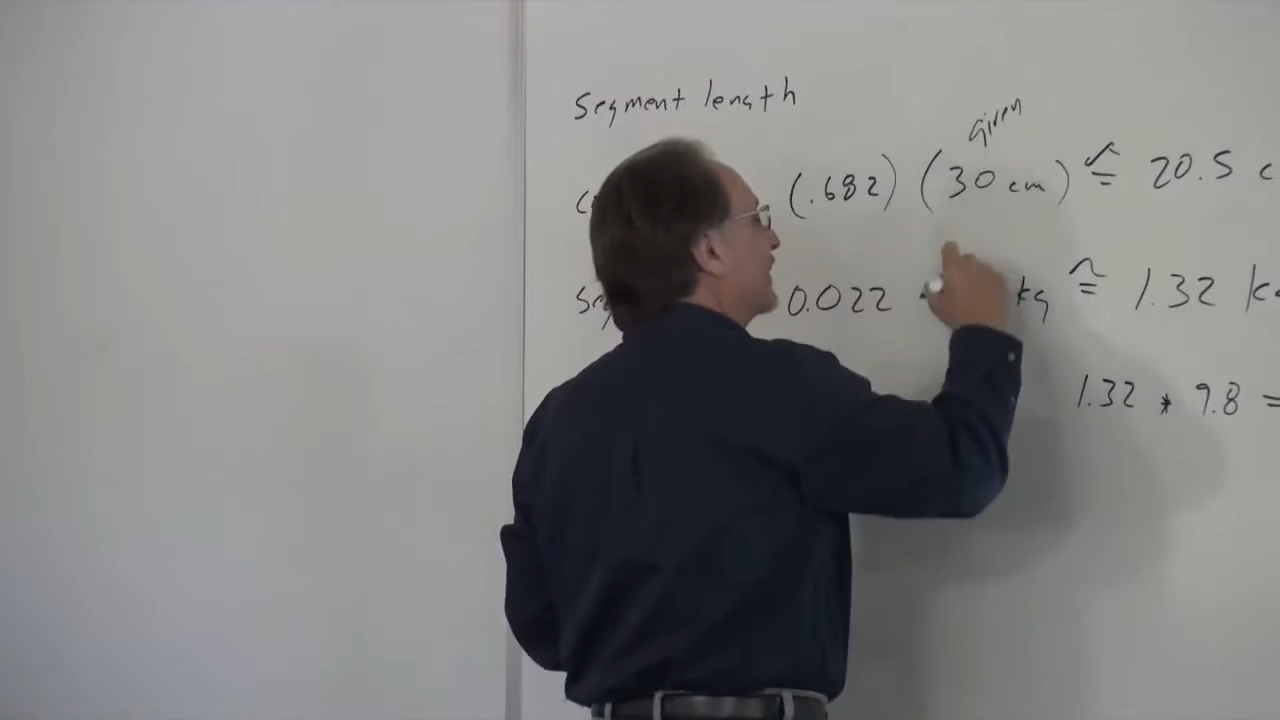 Segment length
given
(.682) (30 cm) ≅ 20.5 c
0.022 kg ≅ 1.32 k
1.32 * 9.8 =